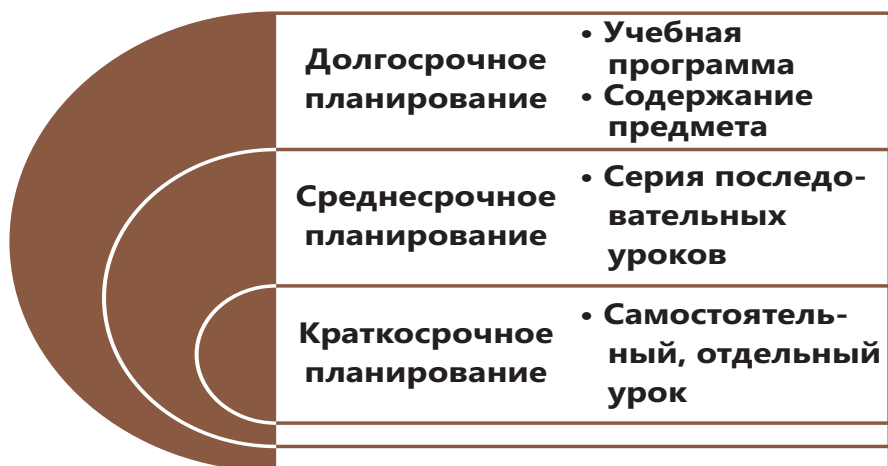 Долгосрочное
планирование
• Учебная
программа
• Содержание
предмета
Среднесрочное
планирование
• Серия последо-
вательных
уроков
Краткосрочное
планирование
• Самостоятель-
ный, отдельный
урок